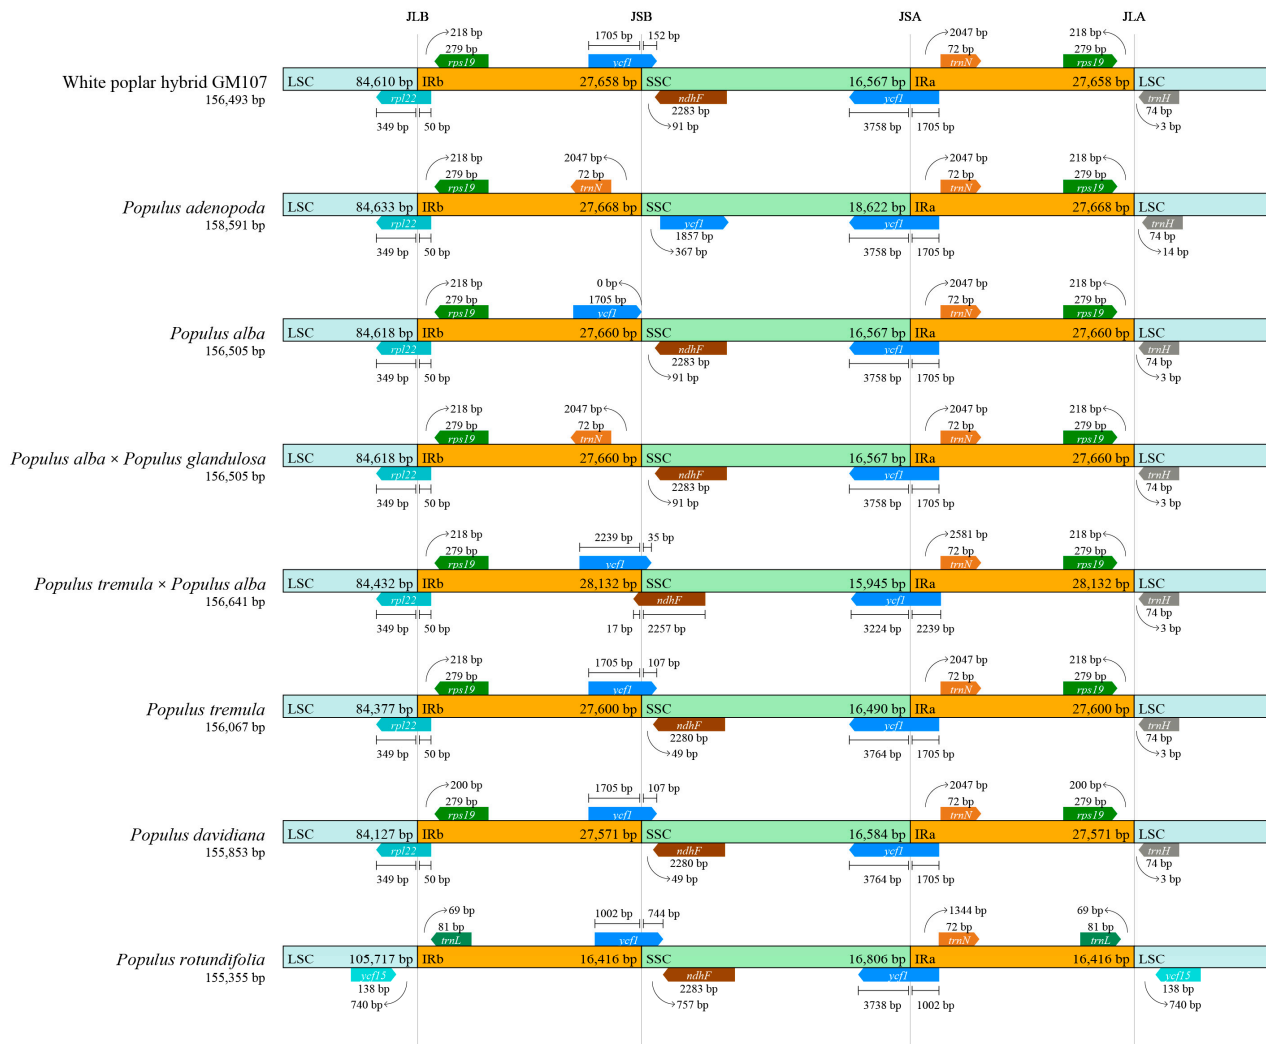 JLB JSB JSA JLA
218 bp 1705 bp 152 bp 2047 bp 218 bp
279 bp 72 bp 279 bp
rps19 ycf1 trnN rps19
White poplar hybrid GM107 LSC 84,610 bp IRb 27,658 bp SSC 16,567 bp IRa 27,658 bp LSC
156,493 bp rpl22 ndhF ycf1 trnH
2283 bp 74 bp
349 bp 50 bp 91 bp 3758 bp 1705 bp 3 bp
218 bp 2047 bp 2047 bp 218 bp
279 bp 72 bp 72 bp 279 bp
rps19 trnN trnN rps19
Populus adenopoda LSC 84,633 bp IRb 27,668 bp SSC 18,622 bp IRa 27,668 bp LSC
158,591 bp rpl22 ycf1 ycf1 trnH
1857 bp 74 bp
349 bp 50 bp 367 bp 3758 bp 1705 bp 14 bp
218 bp 0 bp 2047 bp 218 bp
279 bp 1705 bp 72 bp 279 bp
rps19 ycf1 trnN rps19
Populus alba LSC 84,618 bp IRb 27,660 bp SSC 16,567 bp IRa 27,660 bp LSC
156,505 bp rpl22 ndhF ycf1 trnH
2283 bp 74 bp
349 bp 50 bp 91 bp 3758 bp 1705 bp 3 bp
218 bp 2047 bp 2047 bp 218 bp
279 bp 72 bp 72 bp 279 bp
rps19 trnN trnN rps19
Populus alba × Populus glandulosa LSC 84,618 bp IRb 27,660 bp SSC 16,567 bp IRa 27,660 bp LSC
156,505 bp rpl22 ndhF ycf1 trnH
2283 bp 74 bp
349 bp 50 bp 91 bp 3758 bp 1705 bp 3 bp
218 bp 2239 bp 35 bp 2581 bp 218 bp
279 bp 72 bp 279 bp
rps19 ycf1 trnN rps19
Populus tremula × Populus alba LSC 84,432 bp IRb 28,132 bp SSC 15,945 bp IRa 28,132 bp LSC
156,641 bp rpl22 ndhF ycf1 trnH
74 bp
349 bp 50 bp 17 bp 2257 bp 3224 bp 2239 bp 3 bp
218 bp 1705 bp 107 bp 2047 bp 218 bp
279 bp 72 bp 279 bp
rps19 ycf1 trnN rps19
Populus tremula LSC 84,377 bp IRb 27,600 bp SSC 16,490 bp IRa 27,600 bp LSC
156,067 bp rpl22 ndhF ycf1 trnH
2280 bp 74 bp
349 bp 50 bp 49 bp 3764 bp 1705 bp 3 bp
200 bp 1705 bp 107 bp 2047 bp 200 bp
279 bp 72 bp 279 bp
rps19 ycf1 trnN rps19
Populus davidiana LSC 84,127 bp IRb 27,571 bp SSC 16,584 bp IRa 27,571 bp LSC
155,853 bp rpl22 ndhF ycf1 trnH
2280 bp 74 bp
349 bp 50 bp 49 bp 3764 bp 1705 bp 3 bp
69 bp 1002 bp 744 bp 1344 bp 69 bp
81 bp 72 bp 81 bp
trnL ycf1 trnN trnL
Populus rotundifolia LSC 105,717 bp IRb 16,416 bp SSC 16,806 bp IRa 16,416 bp LSC
155,355 bp ycf15 ndhF ycf1 ycf15
138 bp 2283 bp 138 bp
740 bp 757 bp 3738 bp 1002 bp 740 bp